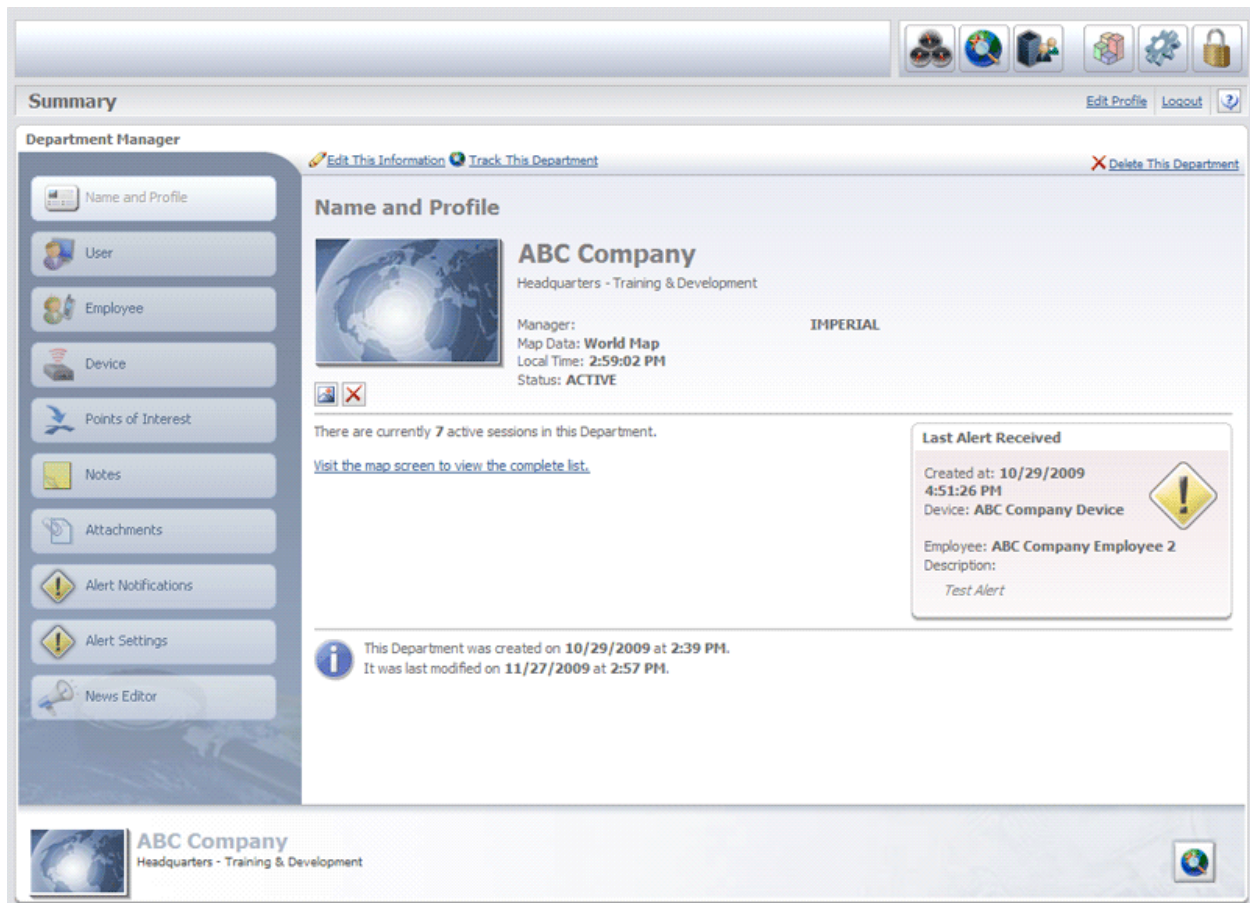 Summary
Edit Profile Logout
Department Manager
Edit This Information Track This Department
Delete This Department
Name and Profile
User
Employee
Device
Points of Interest
Notes
Attachments
Alert Notifications
Alert Settings
News Editor
Name and Profile
ABC Company
Headquarters - Training & Development
Manager: IMPERIAL
Map Data: World Map
Local Time: 2:59:02 PM
Status: ACTIVE
There are currently 7 active sessions in this Department.
Visit the map screen to view the complete list.
Last Alert Received
Created at: 10/29/2009
4:51:26 PM
Device: ABC Company Device
Employee: ABC Company Employee 2
Description:
Test Alert
This Department was created on 10/29/2009 at 2:39 PM.
It was last modified on 11/27/2009 at 2:57 PM.
ABC Company
Headquarters - Training & Development